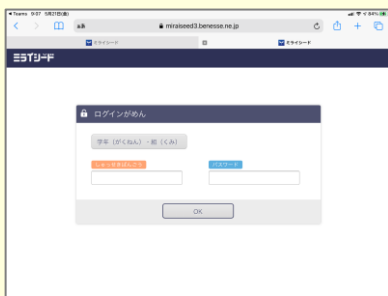 ◀Teams 9:07 5月21日(金) 84%
ああ miraiseed3.benesse.ne.jp
ミライシード ミライシード
ミライシード
ログインがめん
学年（がくねん）・組（くみ）
しゅっせきばんごう パスワード
OK